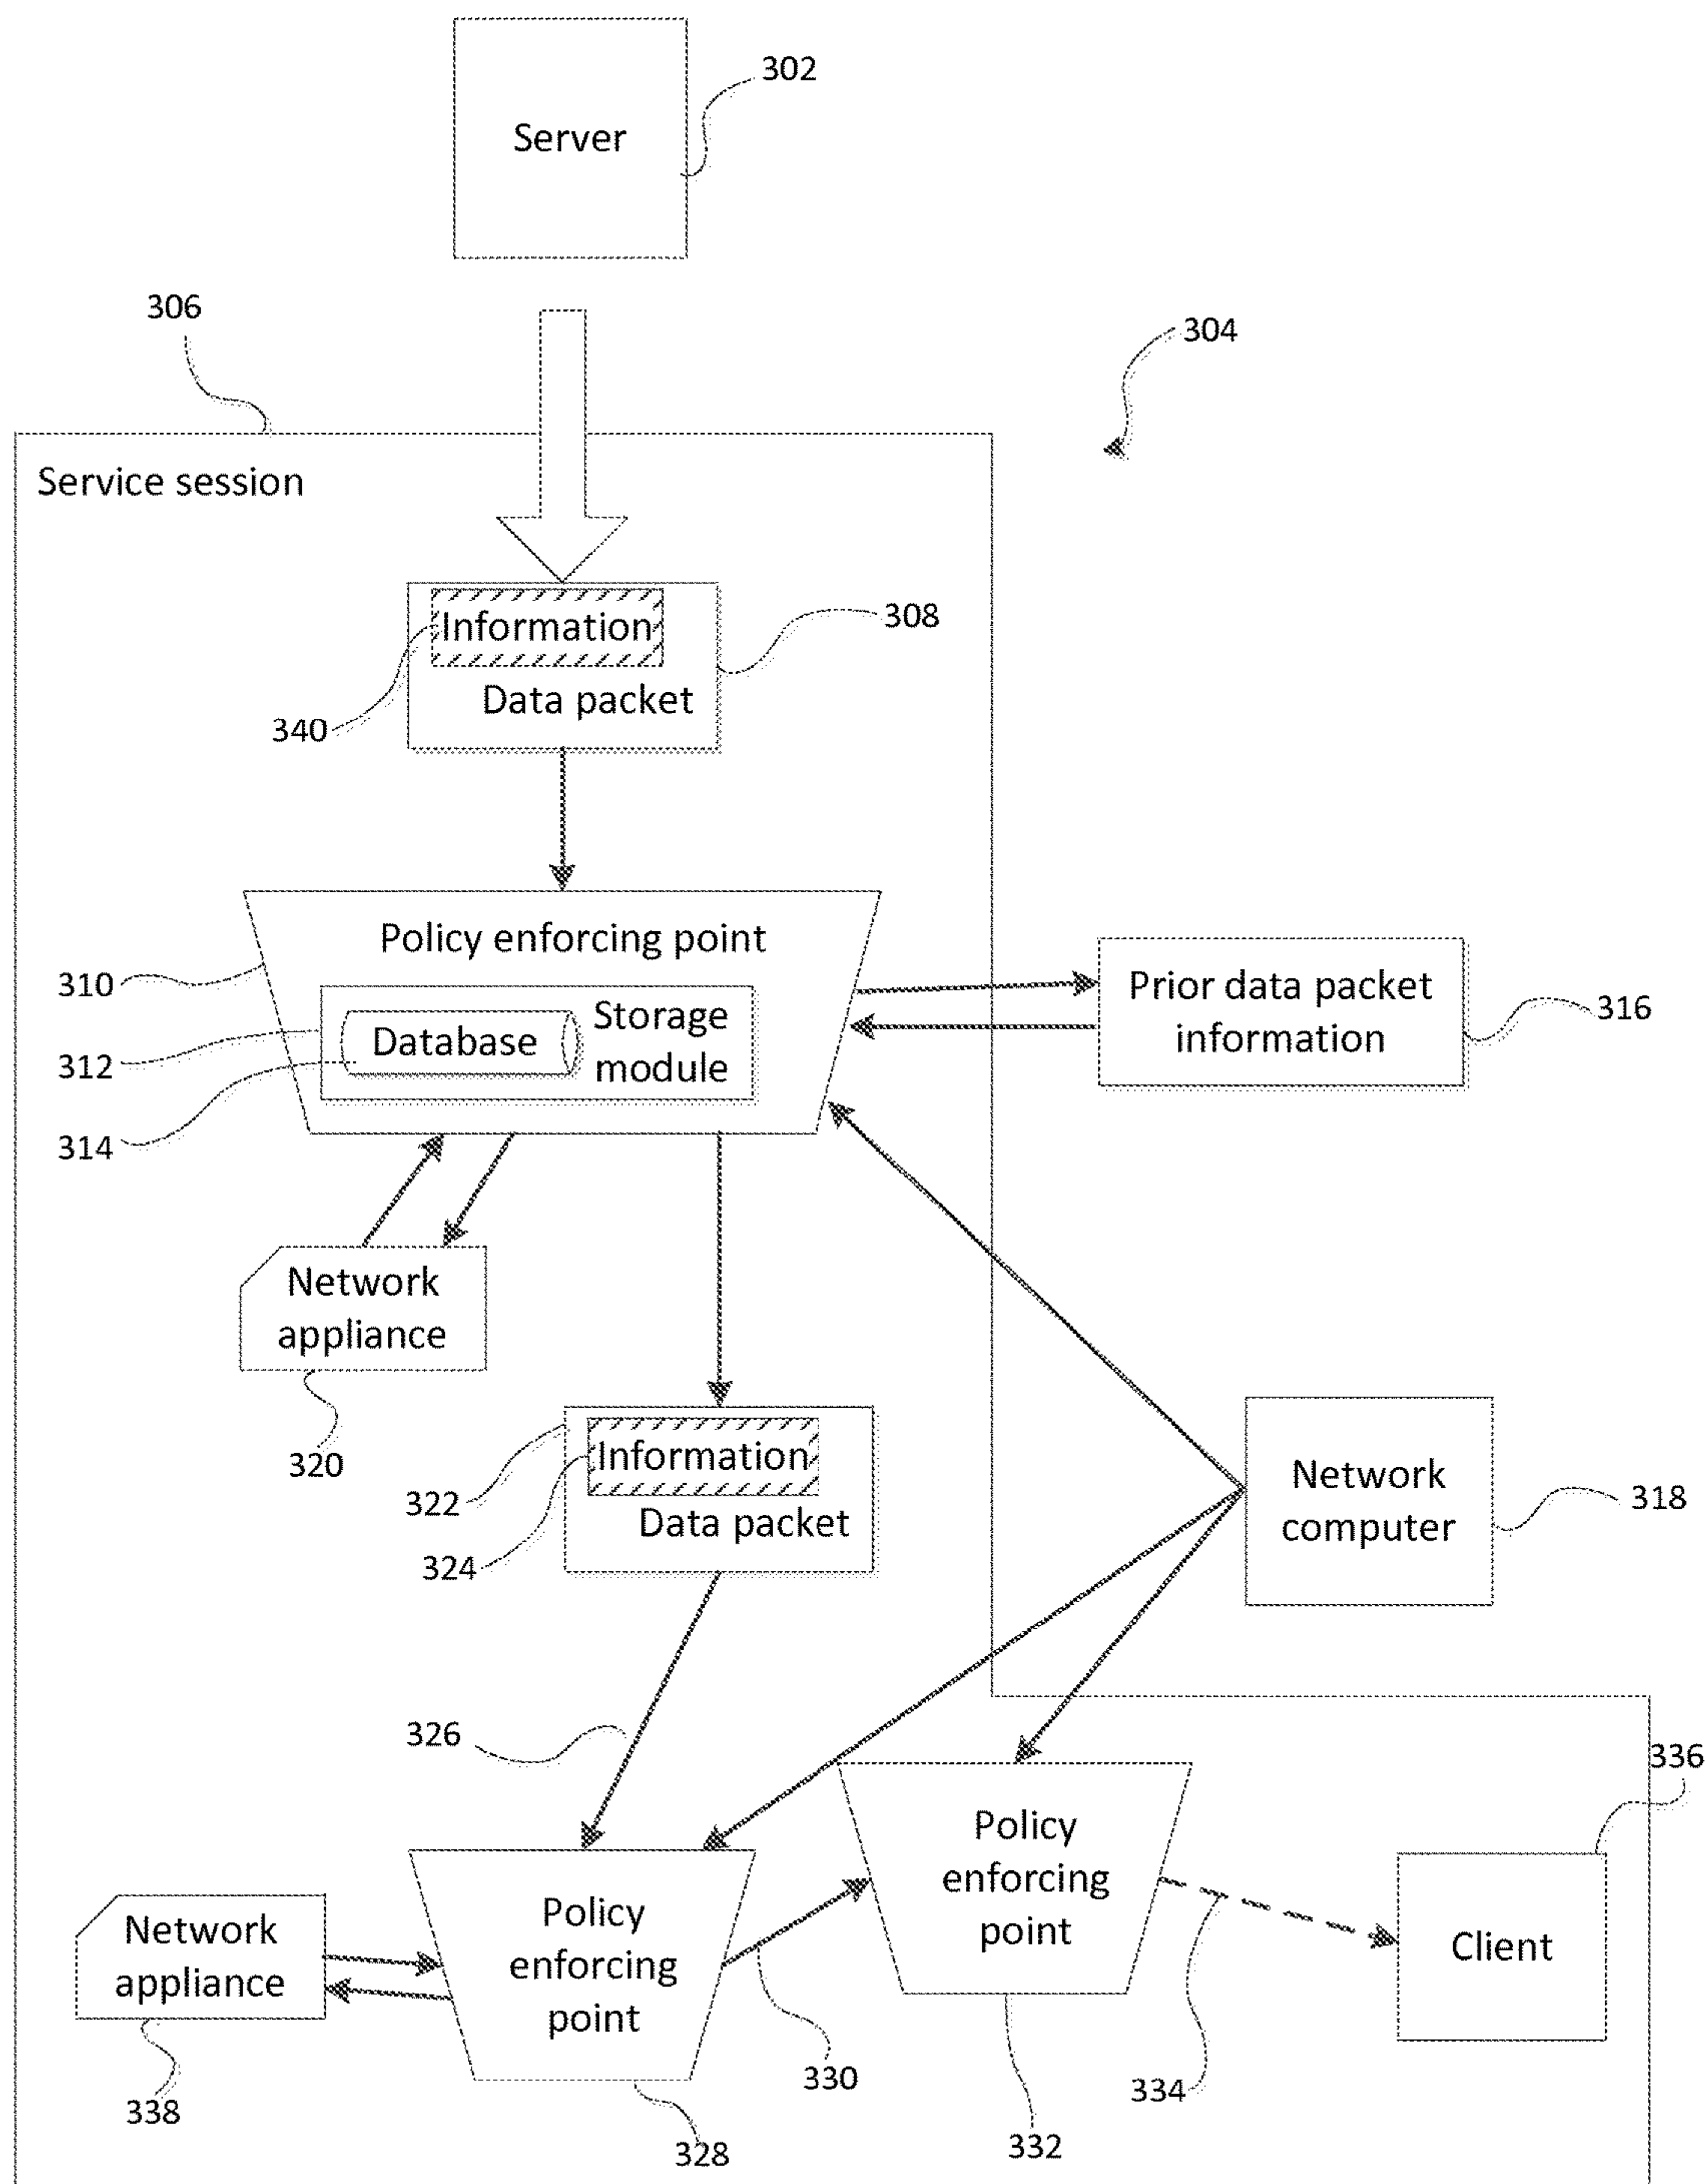 302
Server
306
304
Service session
Information
308
340
Data packet
Policy enforcing point
310
Prior data packet
information
316
Storage
module
Database
312
314
Network
appliance
320
Information
322
Data packet
324
Network
computer
318
326
336
Policy
enforcing
point
Client
Network
appliance
Policy
enforcing
point
330
334
338
332
328